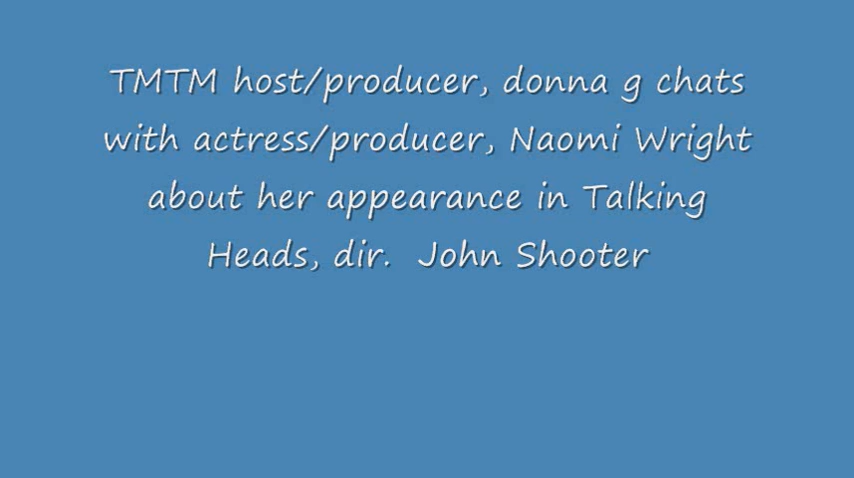 TMTM host/producer, donna g chats
with actress/producer, Naomi Wright
about her appearance in Talking
Heads, dir.  John Shooter